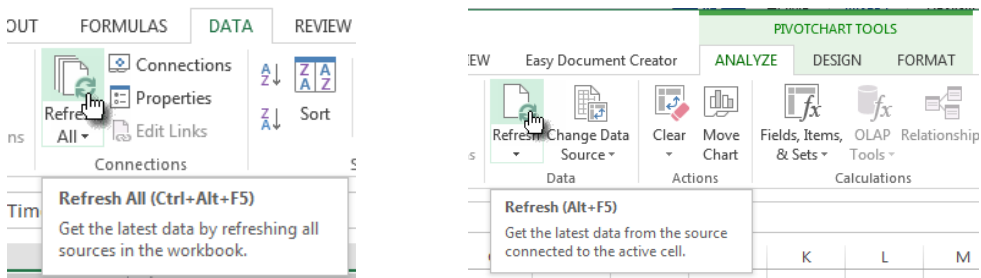 OUT FORMULAS DATA REVIEW
Connections
Properties
Edit Links
Refresh
All
ns
Sort
Connections
S
Refresh All (Ctrl+Alt+F5)
Get the latest data by refreshing all
sources in the workbook.
Tim
PIVOTCHART TOOLS
EW Easy Document Creator ANALYZE DESIGN FORMAT
Refresh Change Data Clear Move Fields, Items, OLAP Relationship
Source Chart & Sets Tools
s
Data Actions Calculations
Refresh (Alt+F5)
Get the latest data from the source
connected to the active cell.
K L M